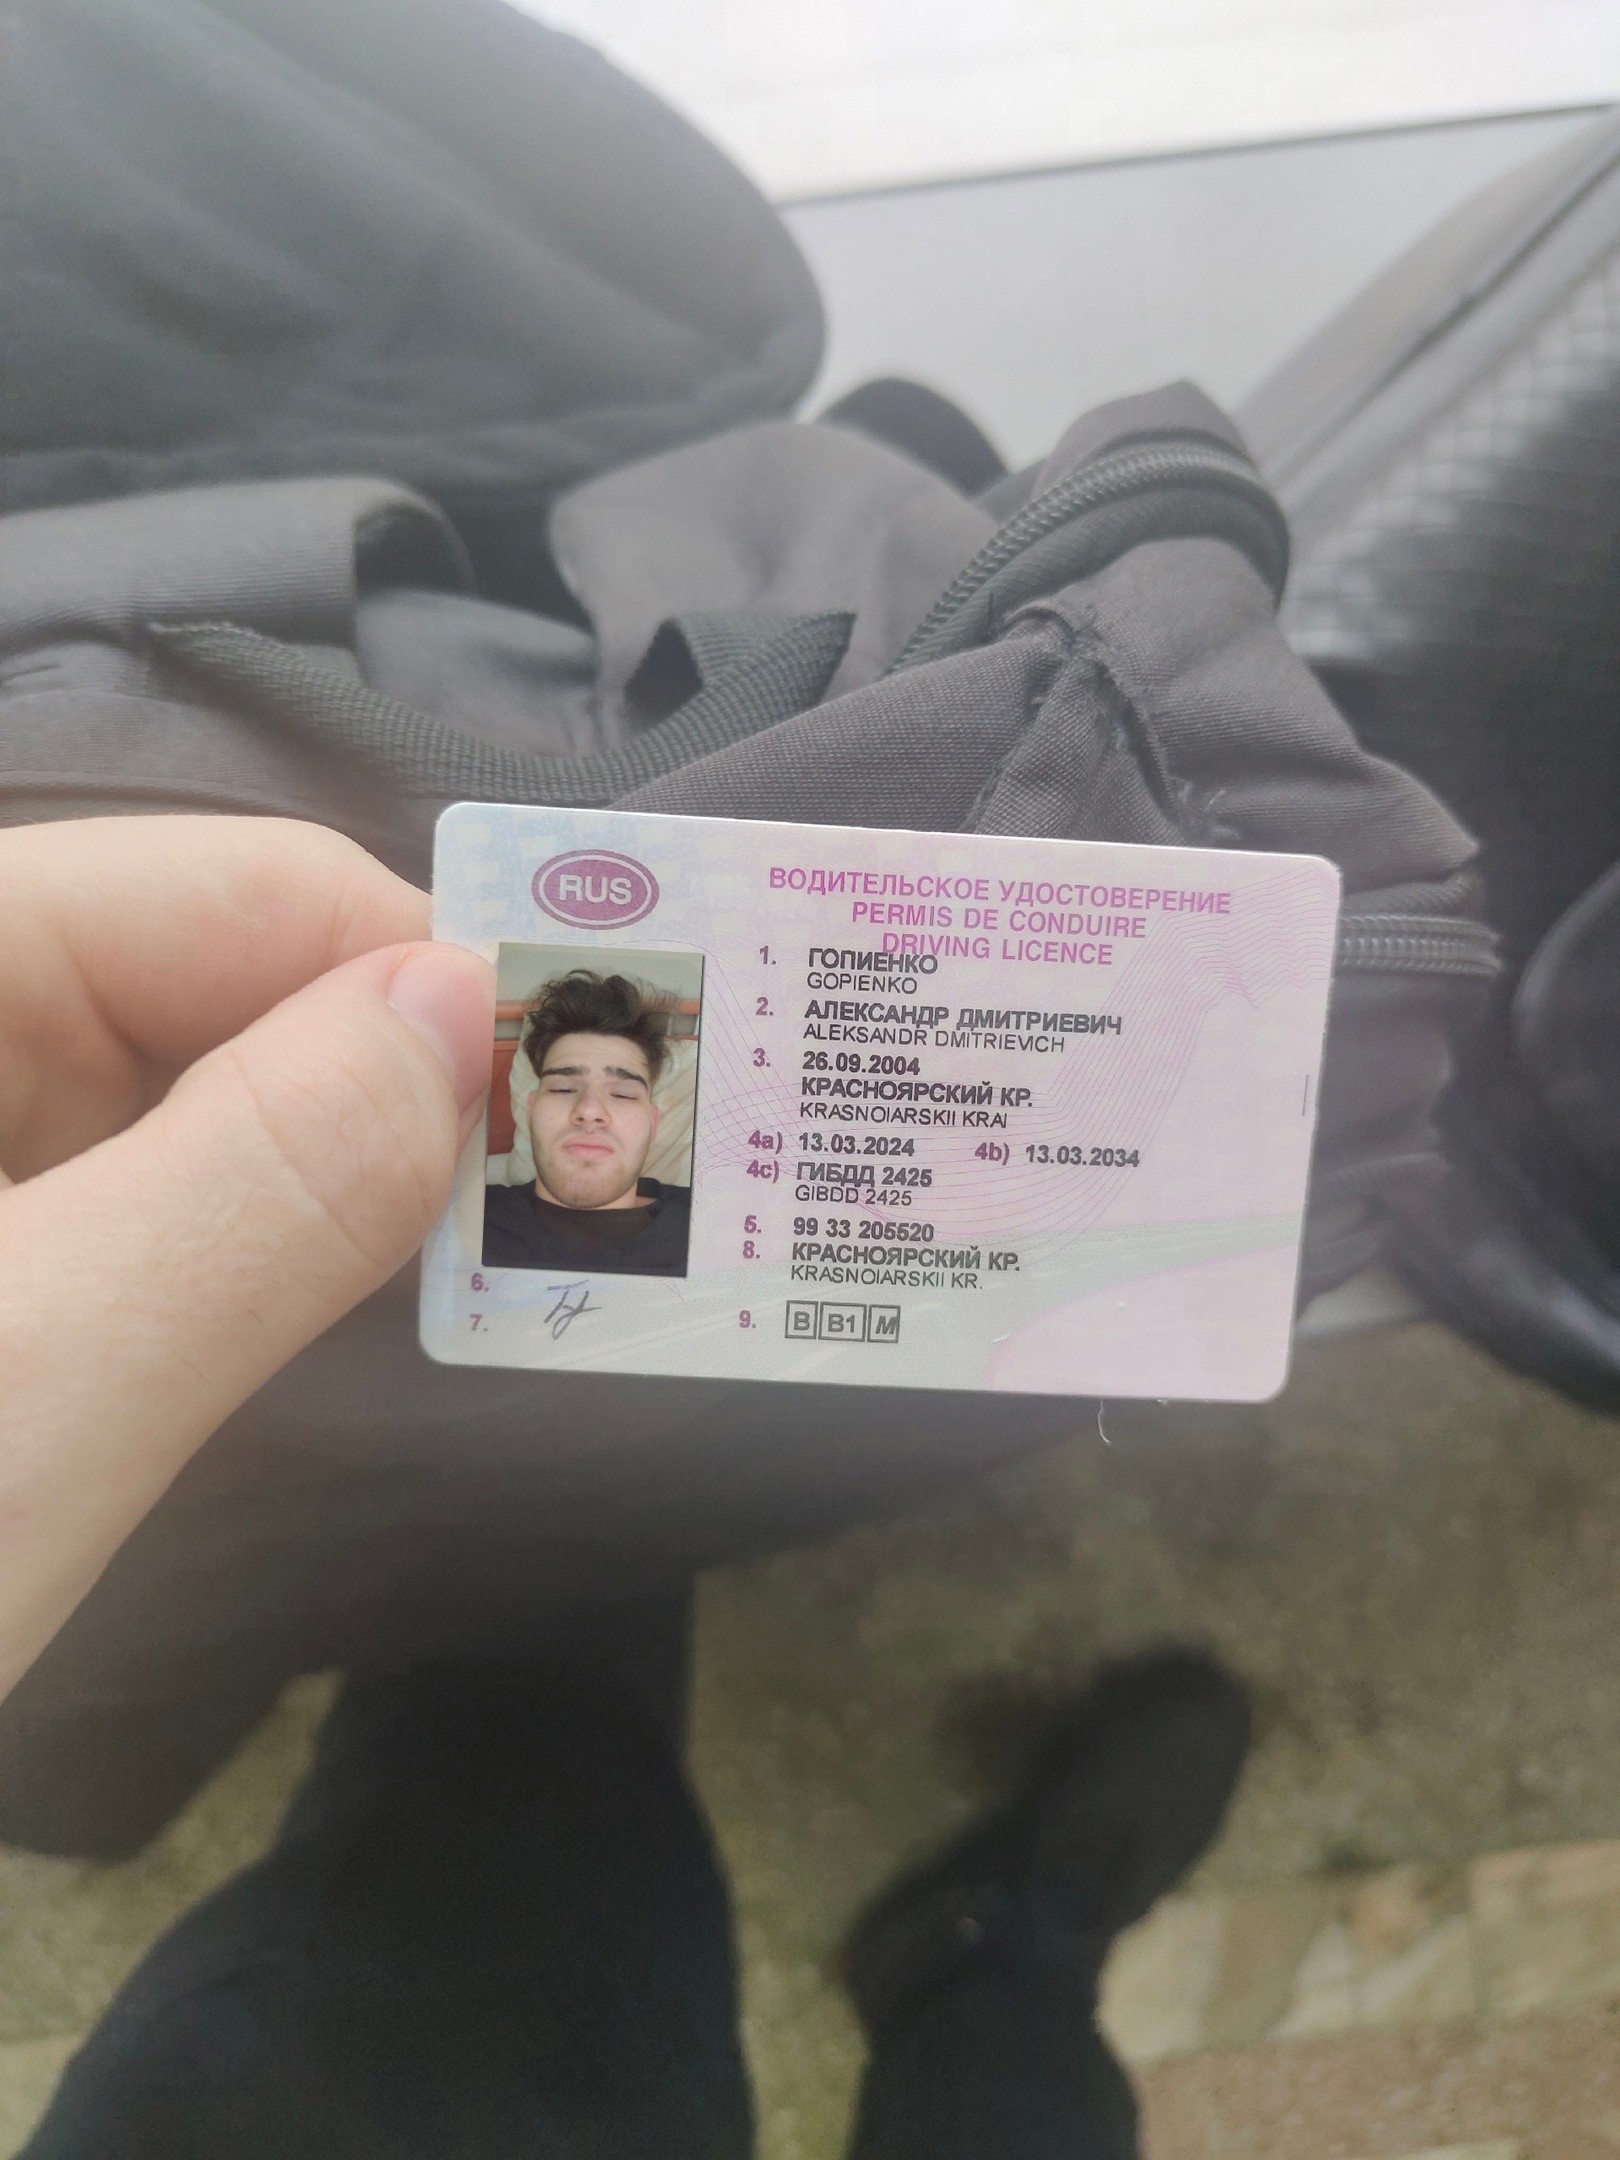 RUS
ВОДИТЕЛЬСКОЕ УДОСТОВЕРЕНИЕ
PERMIS DE CONDUIRE
DRIVING LICENCE
1. ГОПИЕНКО
GOPIENKO
2. АЛЕКСАНДР ДМИТРИЕВИЧ
ALEKSANDR DMITRIEVICH
3. 26.09.2004
КРАСНОЯРСКИЙ КР.
KRASNOIARSKII KRAI
4a) 13.03.2024 4b) 13.03.2034
4c) ГИБДД 2425
GIBDD 2425
5. 99 33 205520
8. КРАСНОЯРСКИЙ КР.
KRASNOIARSKII KR.
6.
7.
9. B B1 M